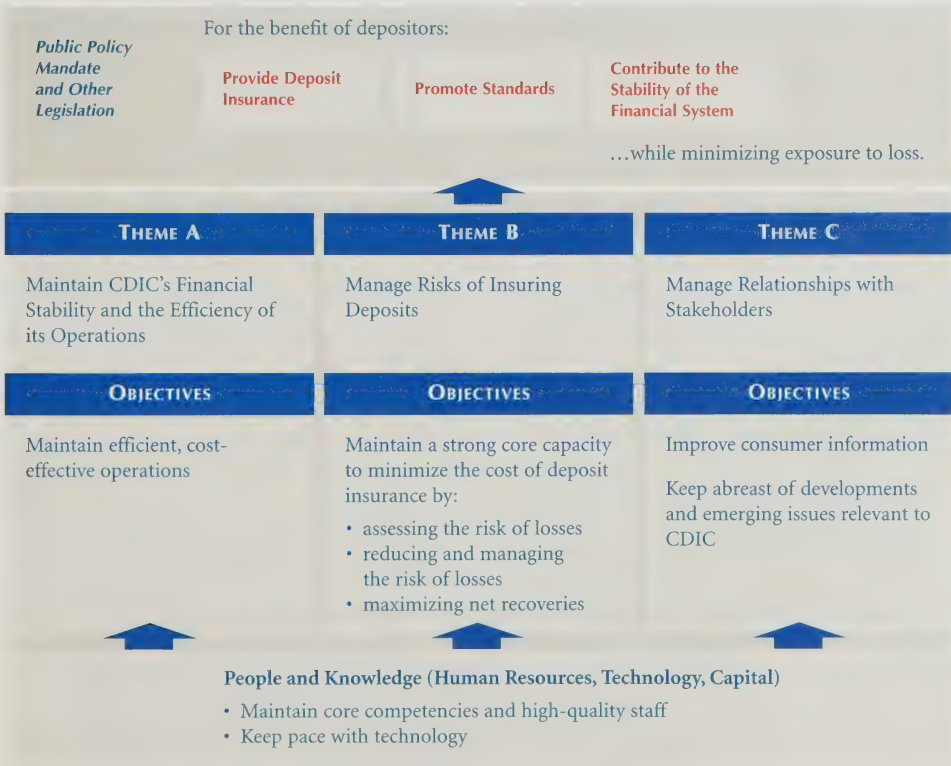 Public Policy
Mandate
and Other
Legislation
For the benefit of depositors:
Provide Deposit
Insurance
Promote Standards
Contribute to the
Stability of the
Financial System
…while minimizing exposure to loss.
THEME A
Maintain CDIC's Financial
Stability and the Efficiency of
its Operations
THEME B
Manage Risks of Insuring
Deposits
THEME C
Manage Relationships with
Stakeholders
OBJECTIVES
Maintain efficient, cost-
effective operations
OBJECTIVES
Maintain a strong core capacity
to minimize the cost of deposit
insurance by:
• assessing the risk of losses
• reducing and managing
the risk of losses
• maximizing net recoveries
OBJECTIVES
Improve consumer information
Keep abreast of developments
and emerging issues relevant to
CDIC
People and Knowledge (Human Resources, Technology, Capital)
• Maintain core competencies and high-quality staff
• Keep pace with technology